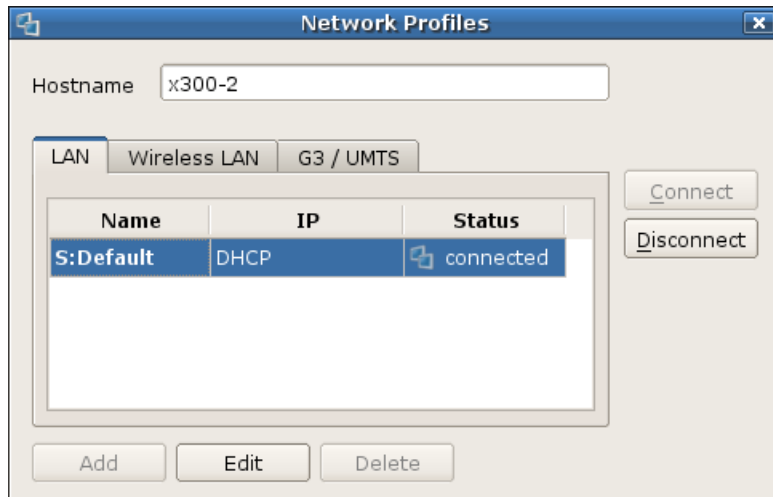 Network Profiles
Hostname x300-2
LAN Wireless LAN G3 / UMTS
Connect
Name IP Status
Disconnect
S:Default DHCP connected
Add Edit Delete